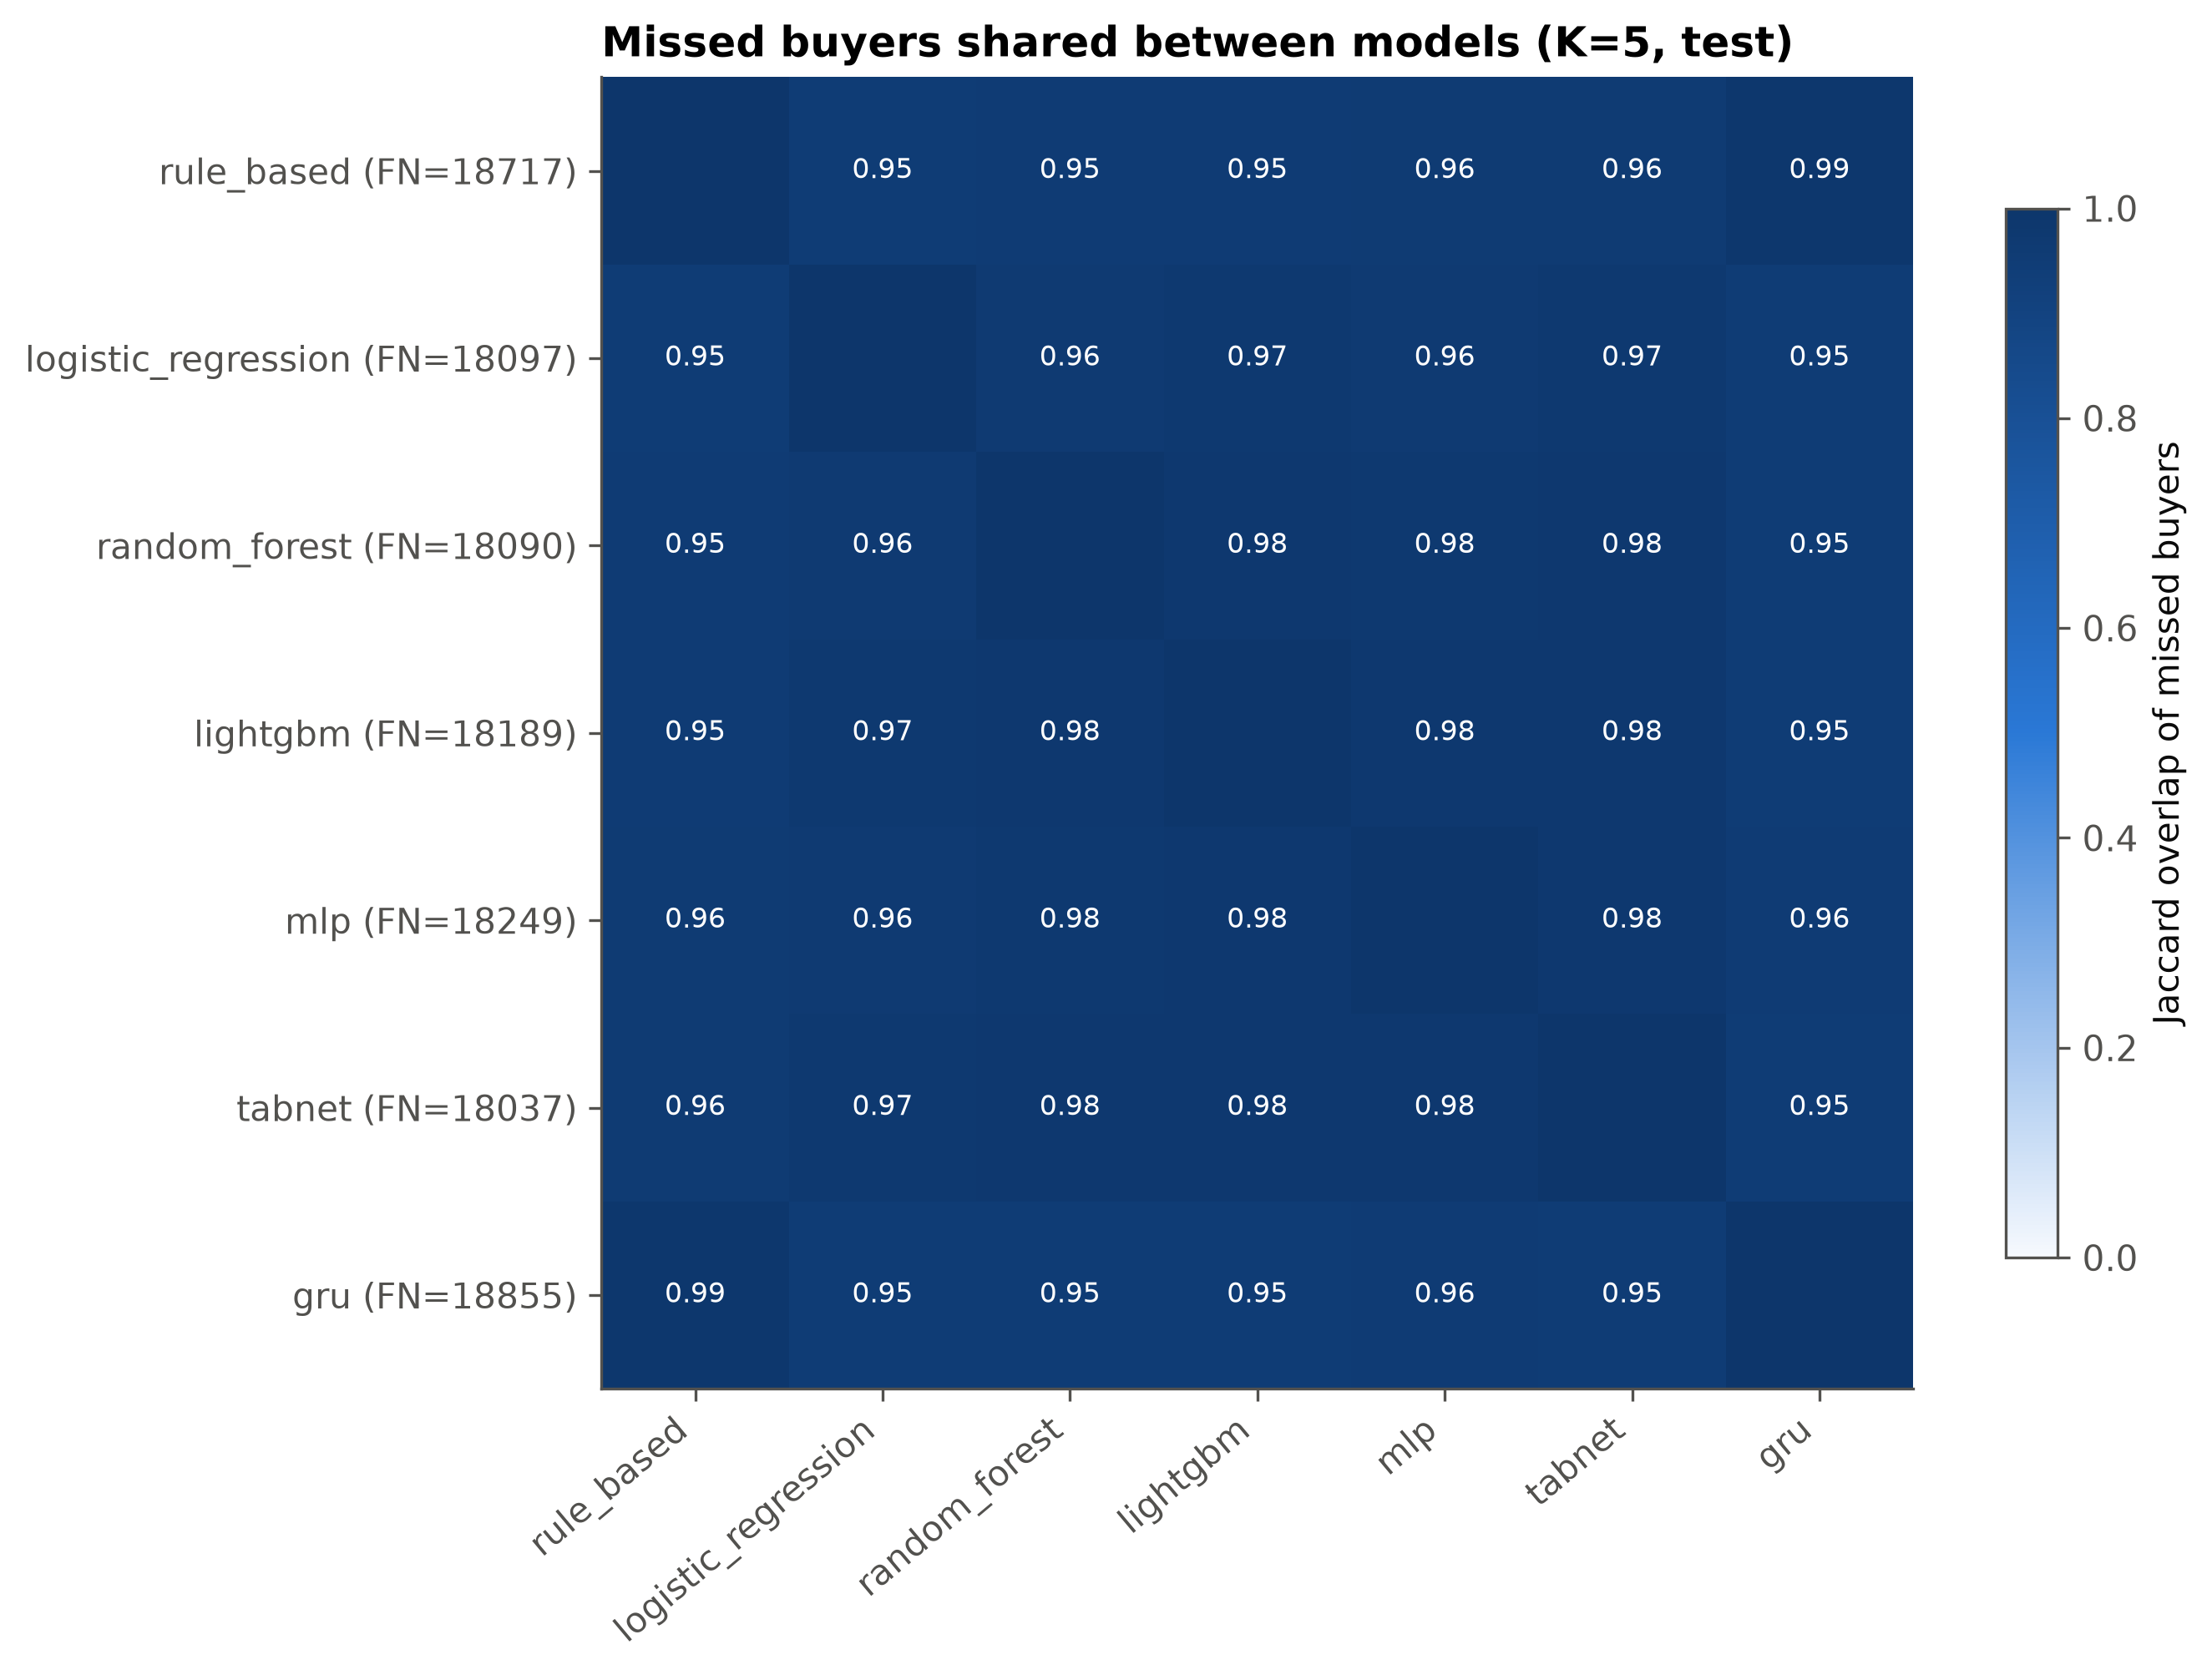 Missed buyers shared between models (K=5, test)
rule_based (FN=18717)
0.95 0.95 0.95 0.96 0.96 0.99
logistic_regression (FN=18097)
0.95 0.96 0.97 0.96 0.97 0.95
random_forest (FN=18090)
0.95 0.96 0.98 0.98 0.98 0.95
lightgbm (FN=18189)
0.95 0.97 0.98 0.98 0.98 0.95
mlp (FN=18249)
0.96 0.96 0.98 0.98 0.98 0.96
tabnet (FN=18037)
0.96 0.97 0.98 0.98 0.98 0.95
gru (FN=18855)
0.99 0.95 0.95 0.95 0.96 0.95
rule_based
logistic_regression
random_forest
lightgbm
mlp
tabnet
gru
1.0
0.8
0.6
0.4
0.2
0.0
Jaccard overlap of missed buyers